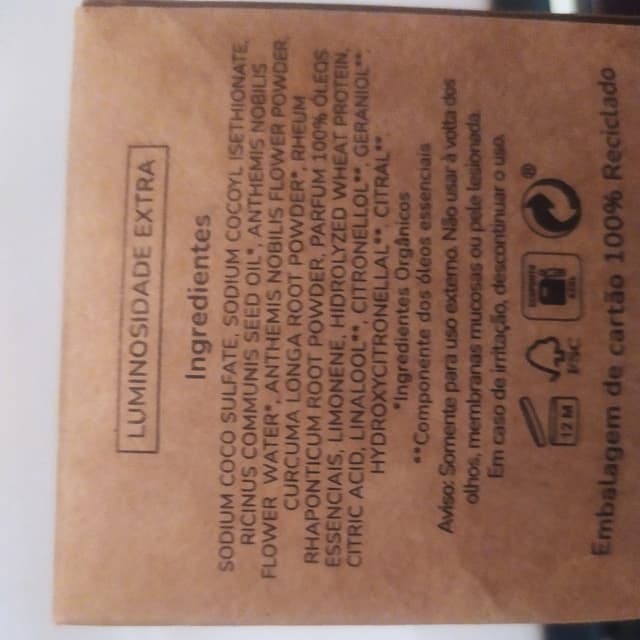 LUMINOSIDADE EXTRA
Ingredientes
SODIUM COCO SULFATE, SODIUM COCOYL ISETHIONATE,
RICINUS COMMUNIS SEED OIL*, ANTHEMIS NOBILIS
FLOWER WATER*, ANTHEMIS NOBILIS FLOWER POWDER,
CURCUMA LONGA ROOT POWDER*, RHEUM
RHAPONTICUM ROOT POWDER, PARFUM 100% ÓLEOS
ESSENCIAIS, LIMONENE, HIDROLYZED WHEAT PROTEIN,
CITRIC ACID, LINALOOL**, CITRONELLOL**, GERANIOL**,
HYDROXYCITRONELLAL**, CITRAL**.
*Ingredientes Orgânicos
**Componente dos óleos essenciais
Aviso: Somente para uso externo. Não usar à volta dos
olhos, membranas mucosas ou pele lesionada.
Em caso de irritação, descontinuar o uso.
12 M
FSC
®
Embalagem de cartão 100% Reciclado